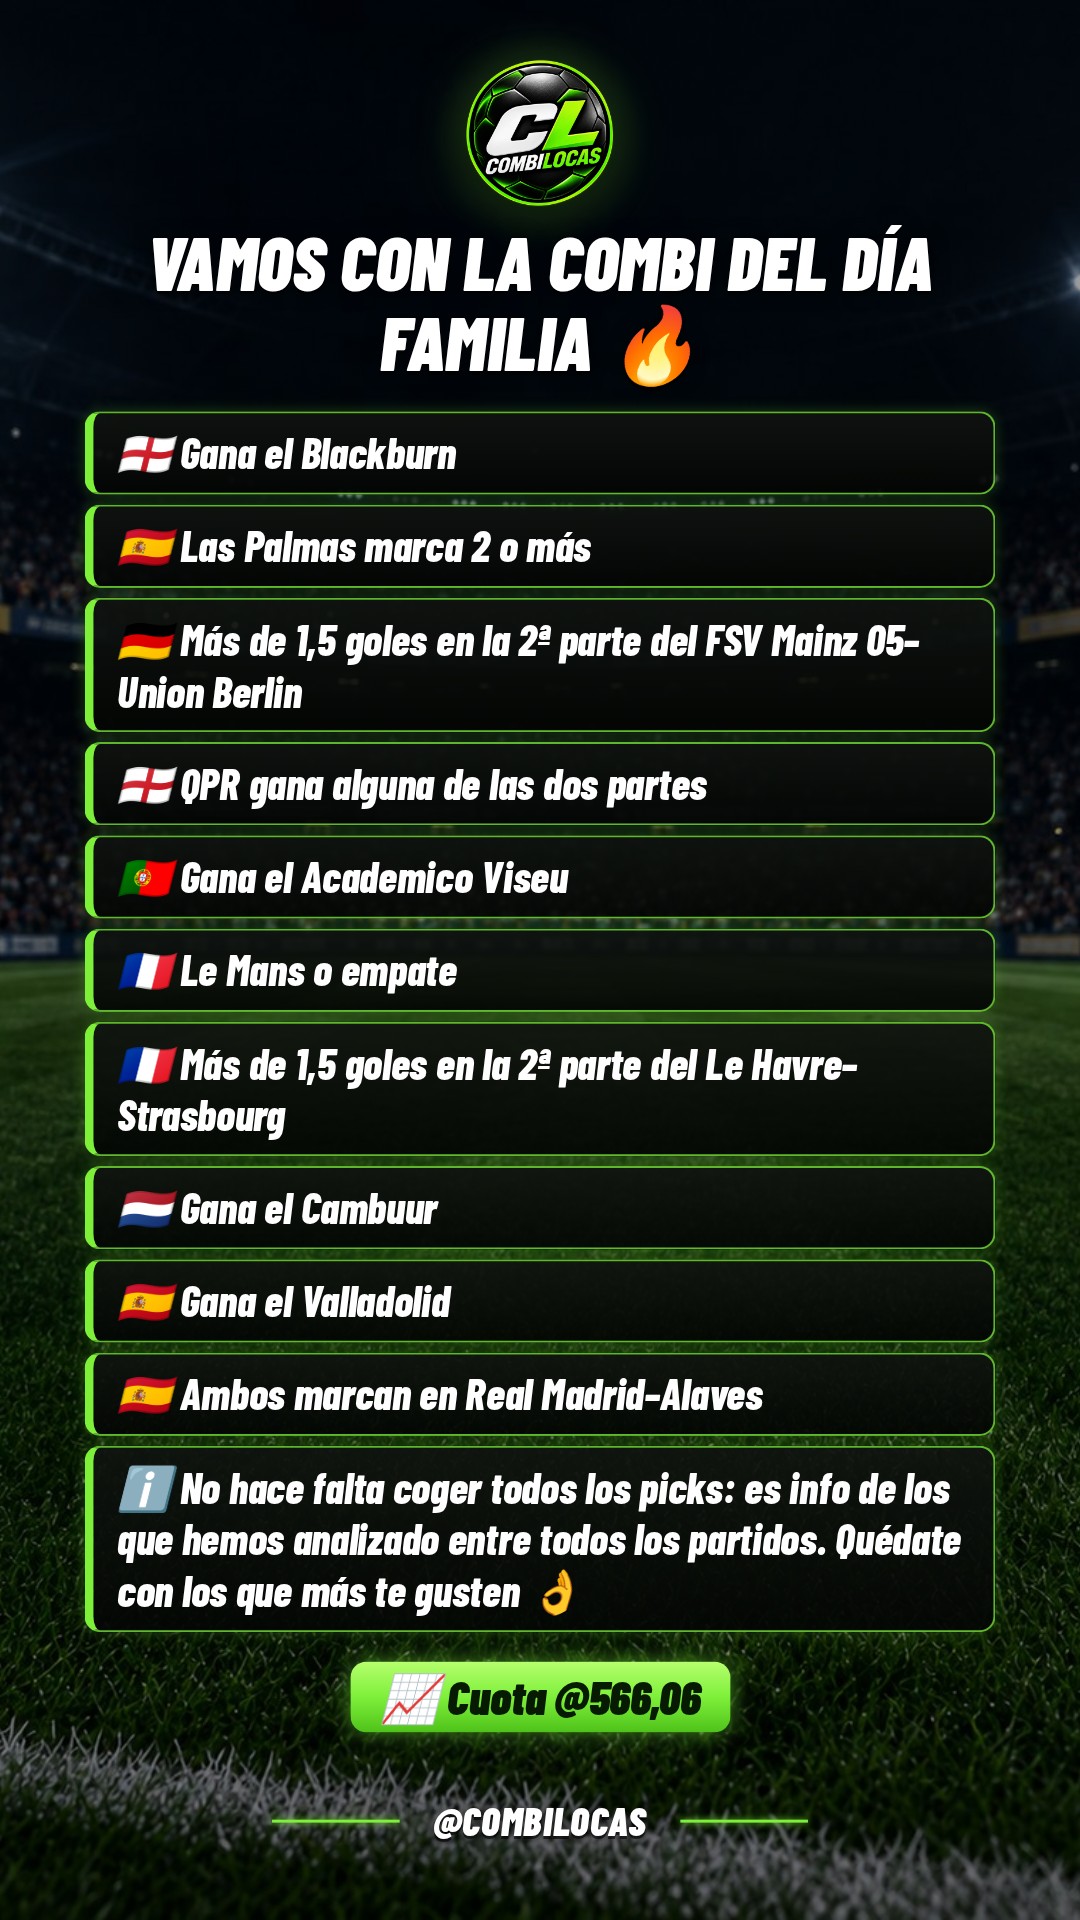 CL
COMBILOCAS
VAMOS CON LA COMBI DEL DÍA
FAMILIA 🔥
🏴󠁧󠁢󠁥󠁮󠁧󠁿 Gana el Blackburn
🇪🇸 Las Palmas marca 2 o más
🇩🇪 Más de 1,5 goles en la 2ª parte del FSV Mainz 05-
Union Berlin
🏴󠁧󠁢󠁥󠁮󠁧󠁿 QPR gana alguna de las dos partes
🇵🇹 Gana el Academico Viseu
🇫🇷 Le Mans o empate
🇫🇷 Más de 1,5 goles en la 2ª parte del Le Havre-
Strasbourg
🇳🇱 Gana el Cambuur
🇪🇸 Gana el Valladolid
🇪🇸 Ambos marcan en Real Madrid-Alaves
ℹ️ No hace falta coger todos los picks: es info de los
que hemos analizado entre todos los partidos. Quédate
con los que más te gusten 👌
📈 Cuota @566,06
@COMBILOCAS